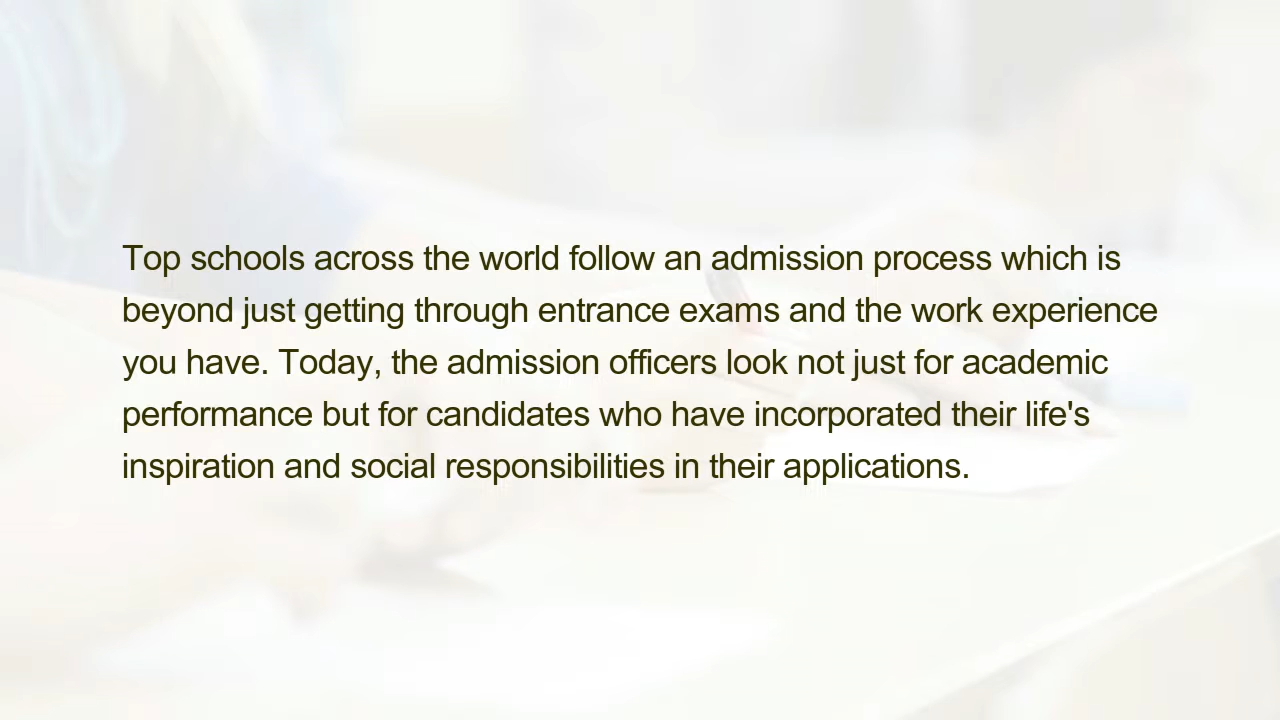 Top schools across the world follow an admission process which is
beyond just getting through entrance exams and the work experience
you have. Today, the admission officers look not just for academic
performance but for candidates who have incorporated their life's
inspiration and social responsibilities in their applications.